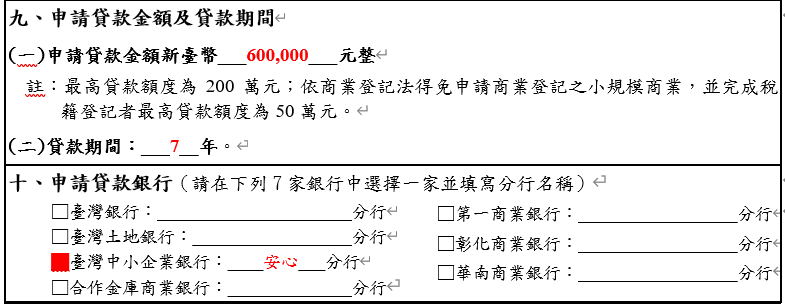 九、申請貸款金額及貸款期間
(一)申請貸款金額新臺幣___600,000___元整
註：最高貸款額度為 200 萬元；依商業登記法得免申請商業登記之小規模商業，並完成稅
籍登記者最高貸款額度為 50 萬元。
(二)貸款期間：___7__年。
十、申請貸款銀行（請在下列 7 家銀行中選擇一家並填寫分行名稱）
□臺灣銀行：____________________分行
□臺灣土地銀行：________________分行
■臺灣中小企業銀行：____安心___分行
□合作金庫商業銀行：____________分行
□第一商業銀行：________________分行
□彰化商業銀行：________________分行
□華南商業銀行：________________分行